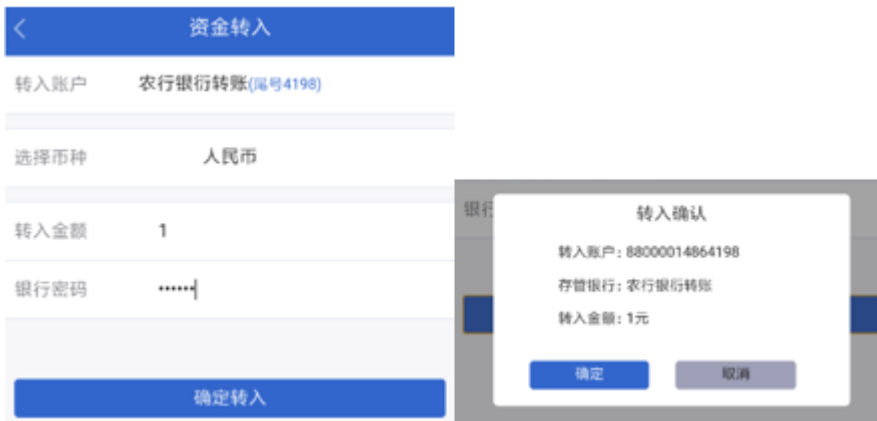 资金转入
转入账户 农行银衍转账(尾号4198)
选择币种 人民币
转入金额 1
银行密码 ••••••
确定转入
银行
转入确认
转入账户：88000014864198
存管银行：农行银衍转账
转入金额：1元
确定 取消